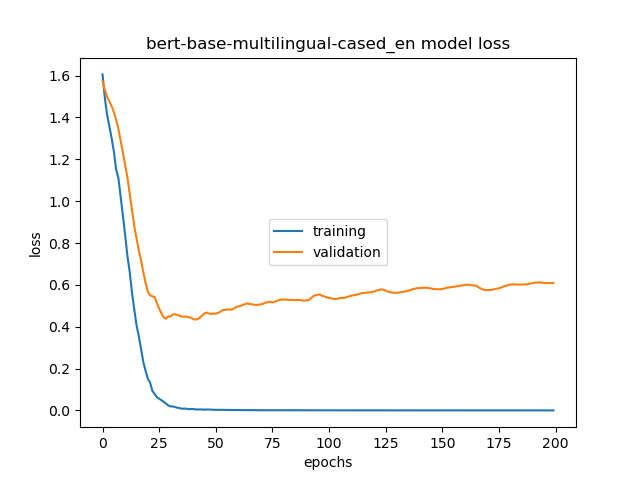 bert-base-multilingual-cased_en model loss
1.6
1.4
1.2
1.0
0.8
0.6
0.4
0.2
0.0
loss
training
validation
0 25 50 75 100 125 150 175 200
epochs